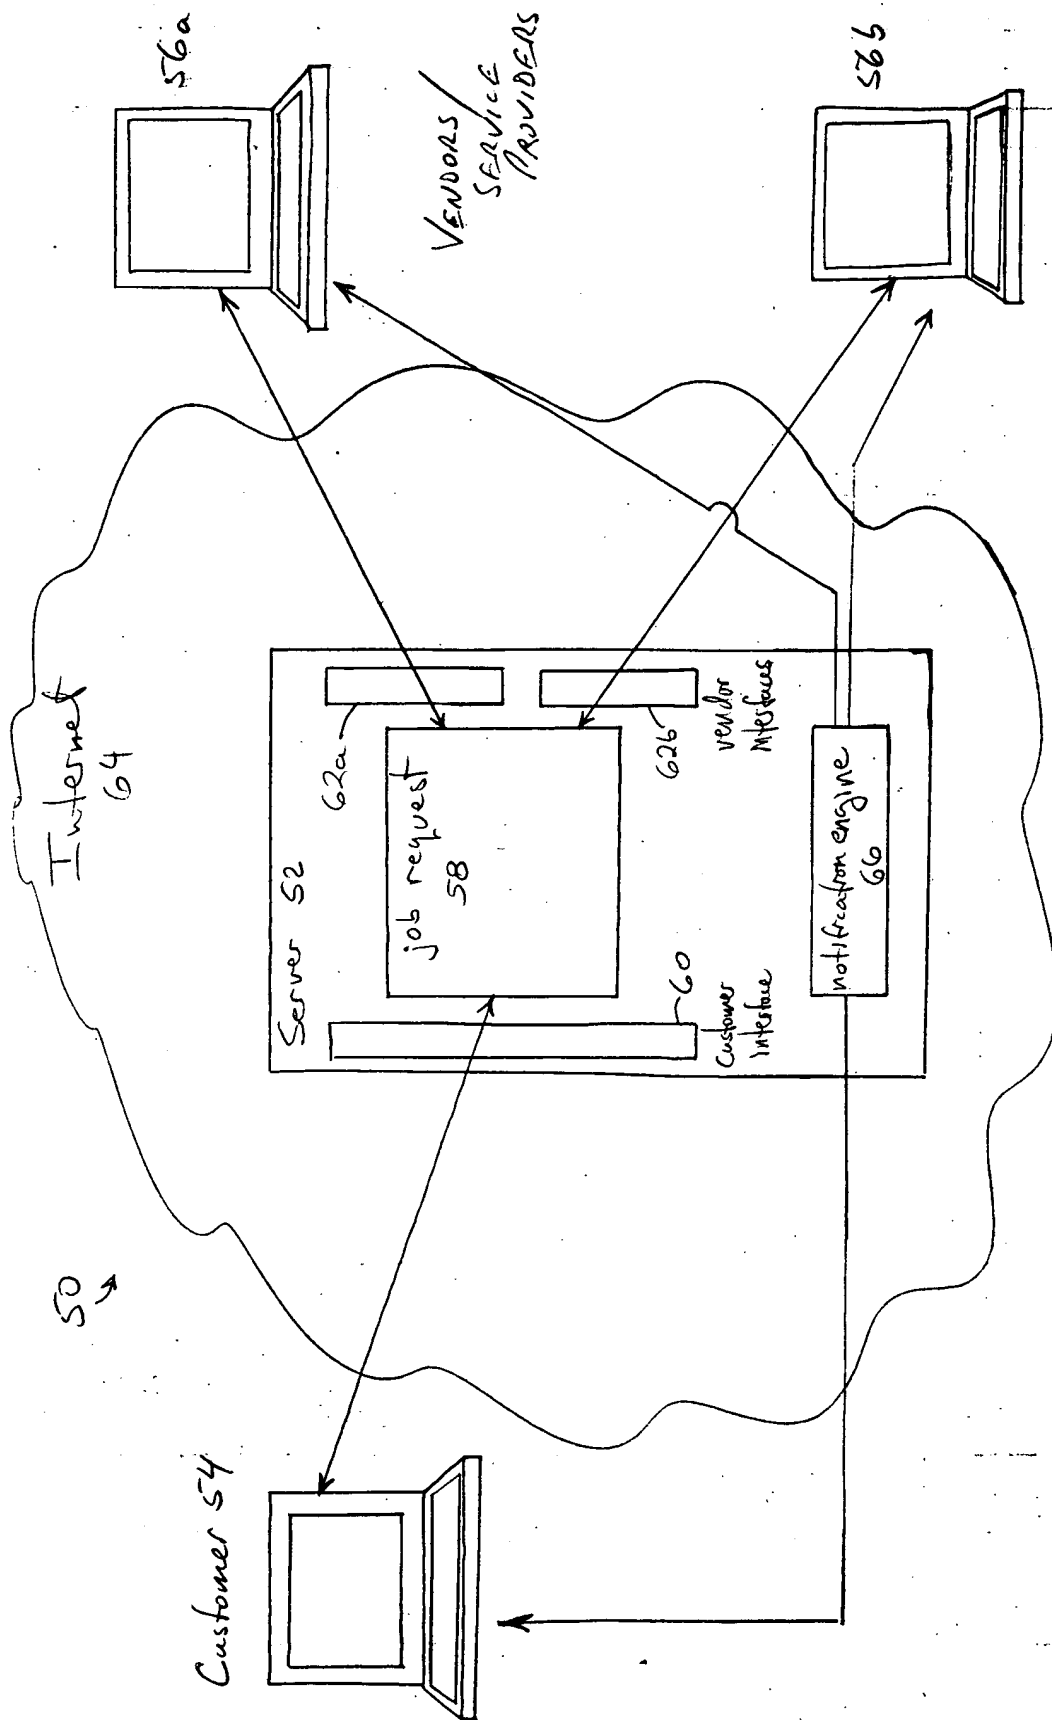 50
Internet
64
Customer 54
Server 52
job request
58
62a
62b
60
Customer
Interface
vendor
Interfaces
notification engine
66
56a
VENDORS /
SERVICE
PROVIDERS
56b